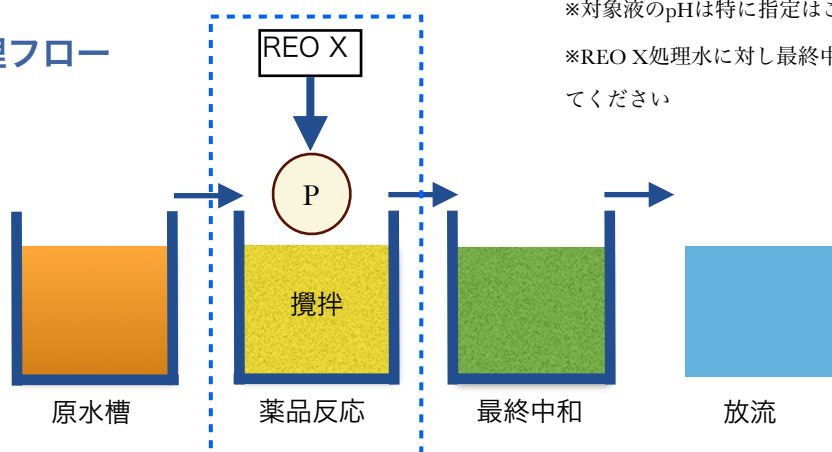 ※対象液のpHは特に指定はご
理フロー
REO X
※REO X処理水に対し最終中
てください
P
攪拌
原水槽
薬品反応
最終中和
放流